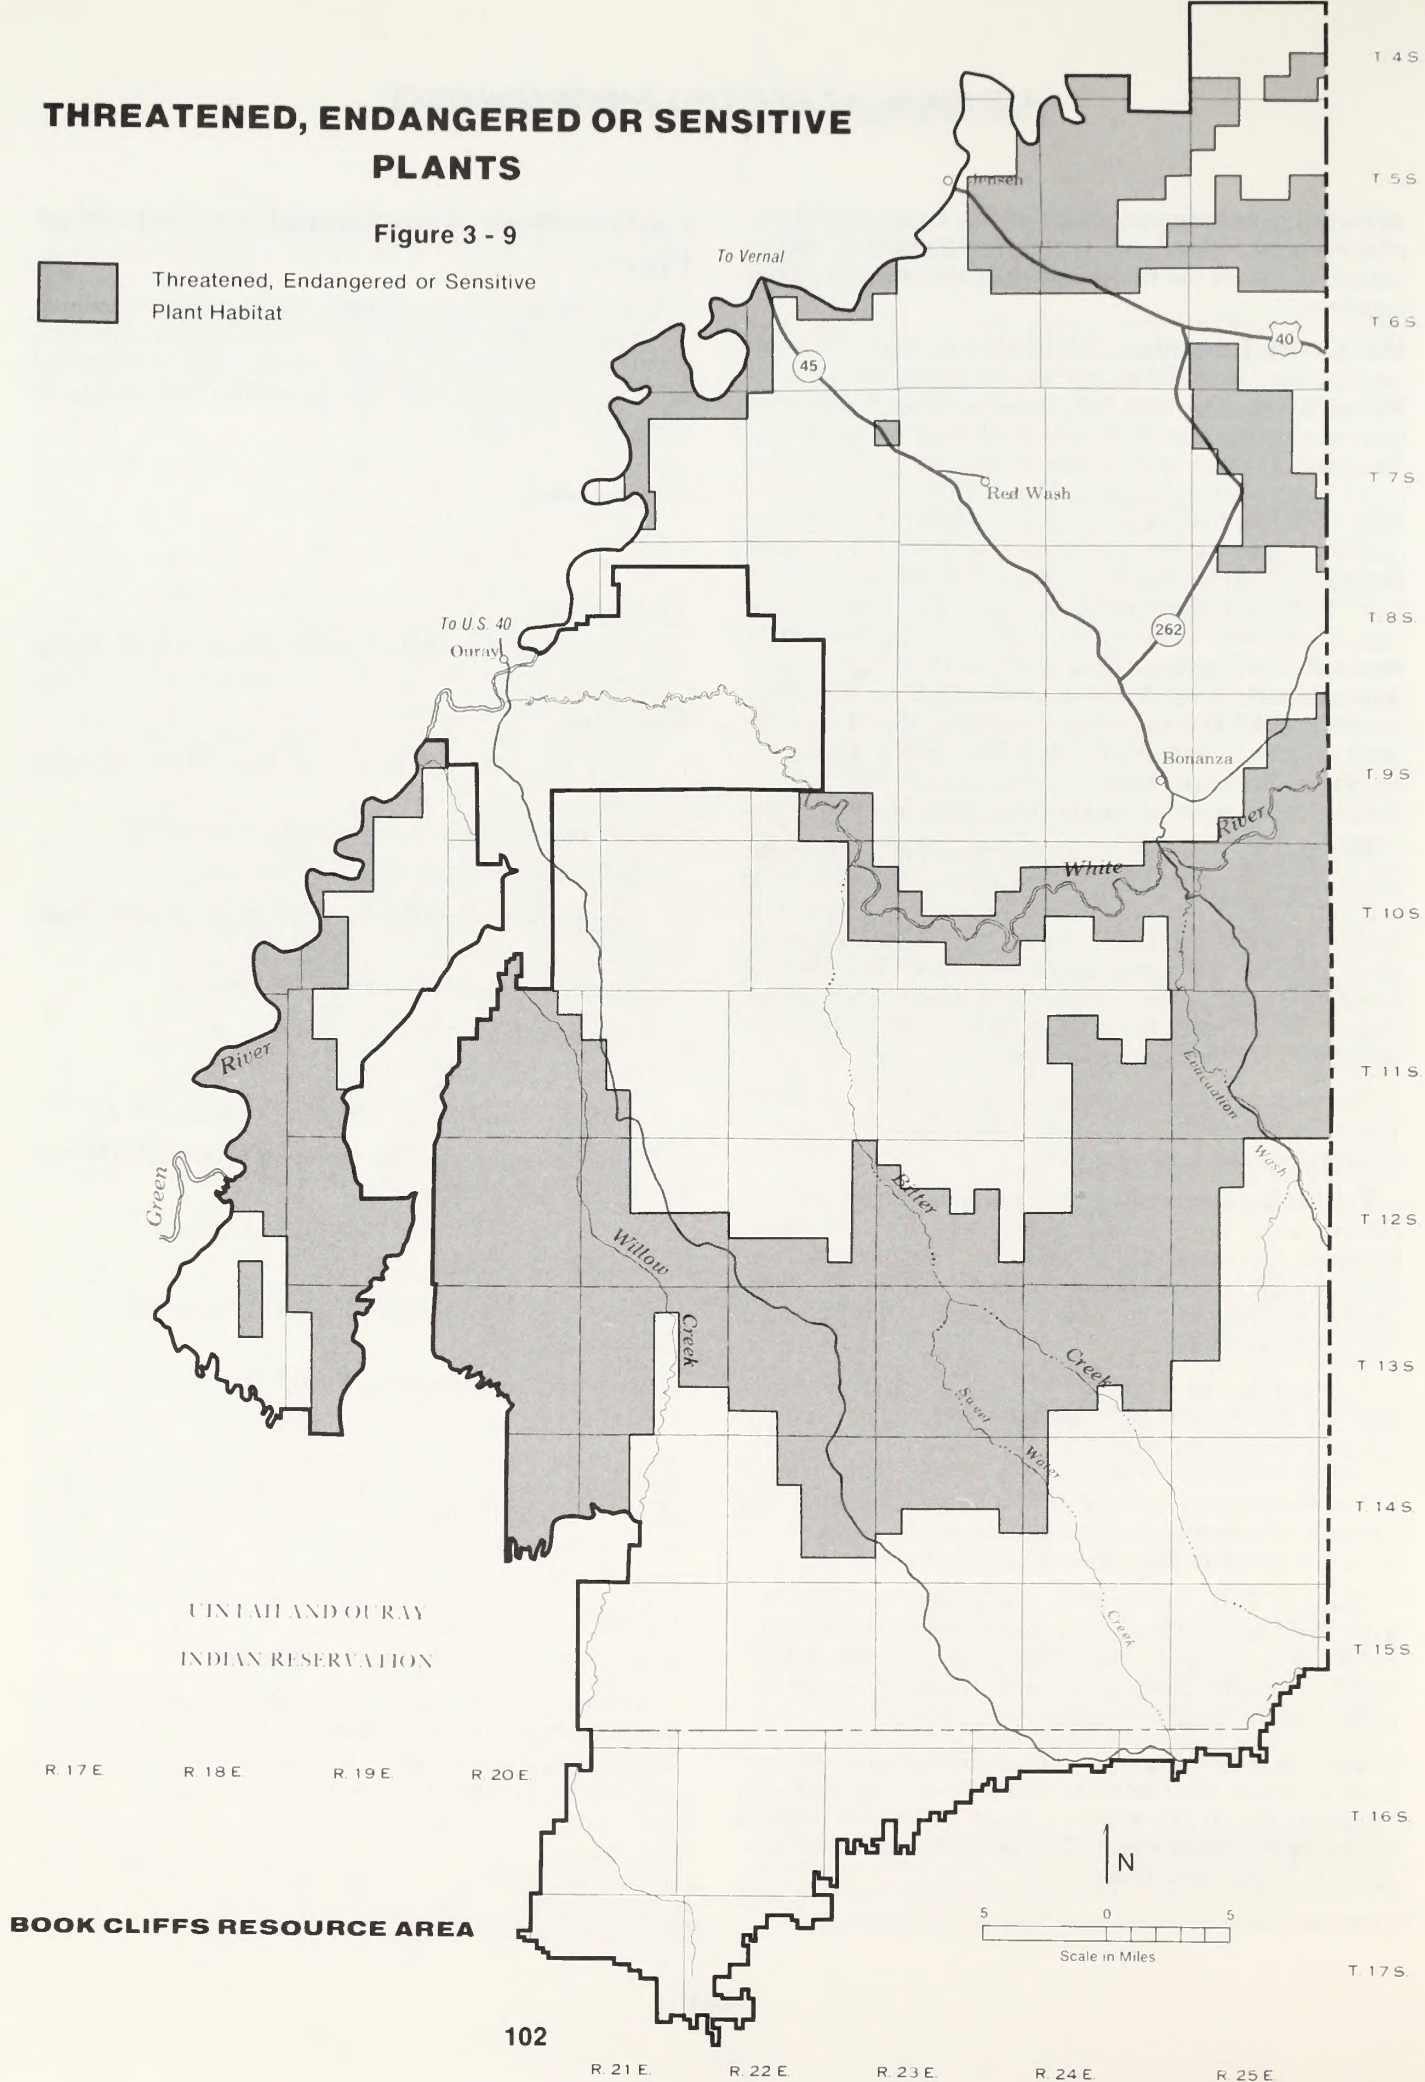 THREATENED, ENDANGERED OR SENSITIVE
PLANTS
Figure 3 - 9
Threatened, Endangered or Sensitive
Plant Habitat
T. 4 S.
T. 5 S.
T. 6 S.
T. 7 S.
T. 8 S.
T. 9 S.
T. 10 S.
T. 11 S.
T. 12 S.
T. 13 S.
T. 14 S.
T. 15 S.
T. 16 S.
T. 17 S.
Jensen
To Vernal
40
45
Red Wash
262
To U.S. 40
Ouray
Bonanza
River
White
River
Green
Evacuation
Wash
Bitter
Creek
Willow
Creek
Sweet
Water
Creek
UINTAH AND OURAY
INDIAN RESERVATION
R. 17 E.
R. 18 E.
R. 19 E.
R. 20 E.
N
5 0 5
Scale in Miles
BOOK CLIFFS RESOURCE AREA
102
R. 21 E.
R. 22 E.
R. 23 E.
R. 24 E.
R. 25 E.